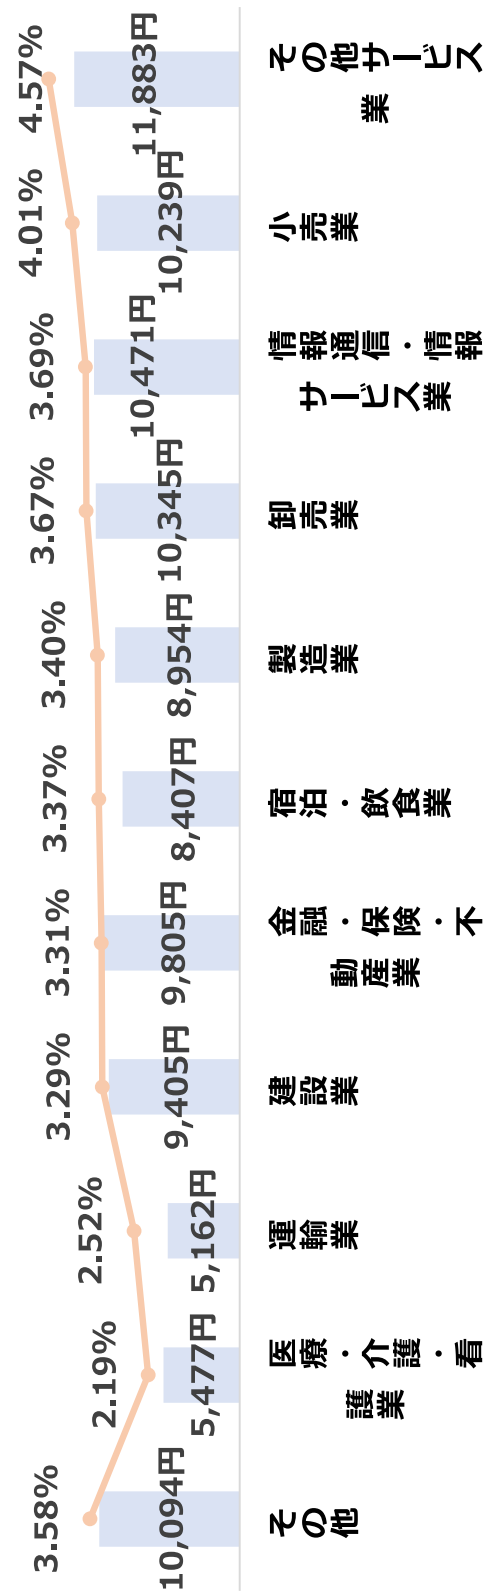 3.58%
2.19%
2.52%
3.29%
3.31%
3.37%
3.40%
3.67%
3.69%
4.01%
4.57%
10,094円
5,477円
5,162円
9,405円
9,805円
8,407円
8,954円
10,345円
10,471円
10,239円
11,883円
その他
医療・介護・看
護業
運輸業
建設業
金融・保険・不
動産業
宿泊・飲食業
製造業
卸売業
情報通信・情報
サービス業
小売業
その他サービス
業